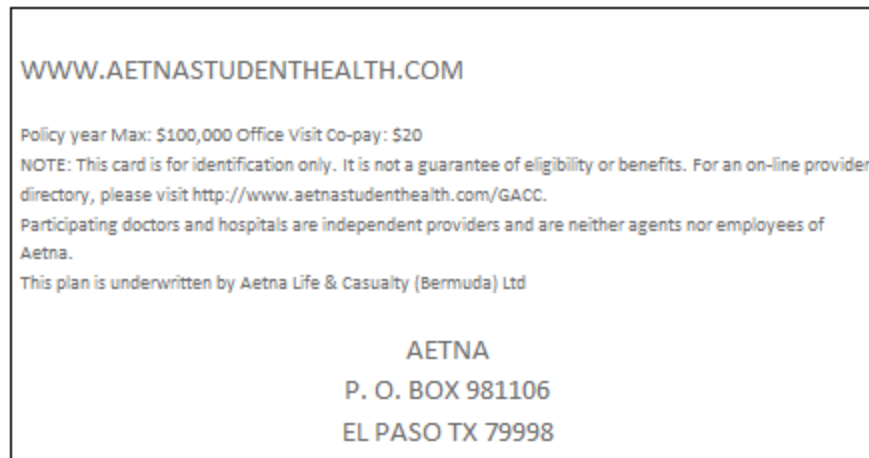 WWW.AETNASTUDENTHEALTH.COM
Policy year Max: $100,000 Office Visit Co-pay: $20
NOTE: This card is for identification only. It is not a guarantee of eligibility or benefits. For an on-line provider
directory, please visit http://www.aetnastudenthealth.com/GACC.
Participating doctors and hospitals are independent providers and are neither agents nor employees of
Aetna.
This plan is underwritten by Aetna Life & Casualty (Bermuda) Ltd
AETNA
P. O. BOX 981106
EL PASO TX 79998